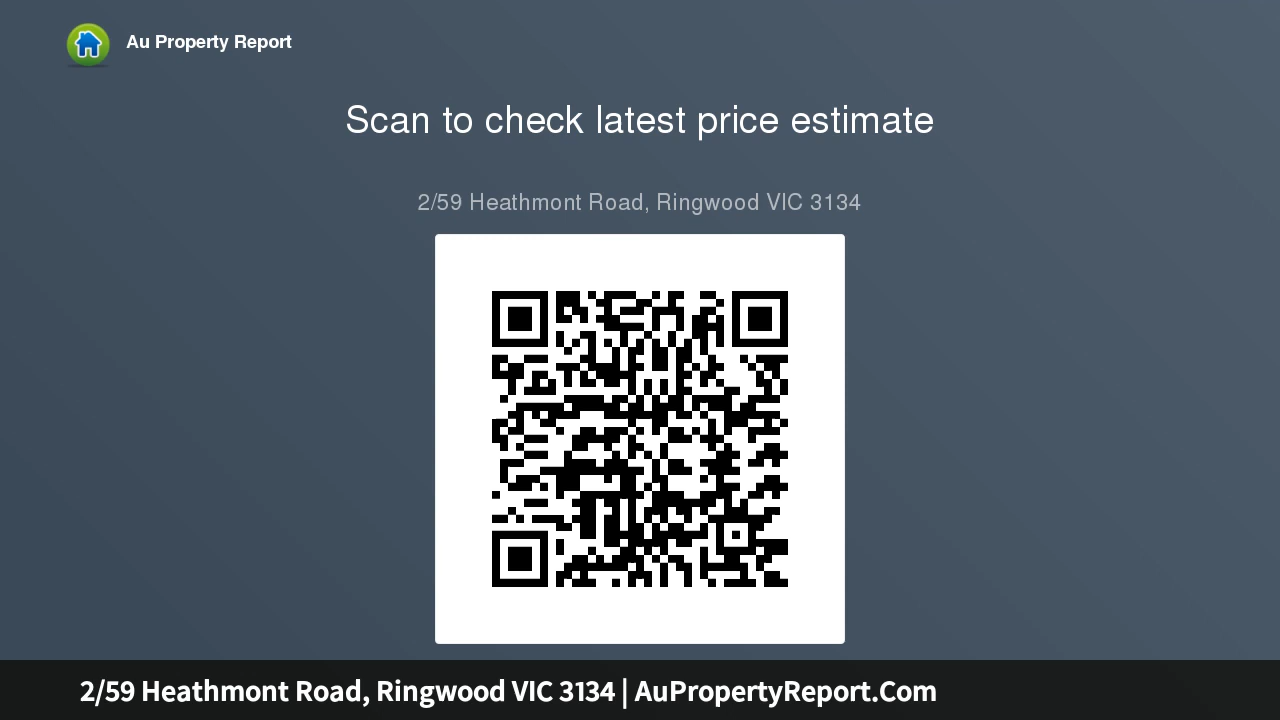 Au Property Report
Scan to check latest price estimate
2/59 Heathmont Road, Ringwood VIC 3134
2/59 Heathmont Road, Ringwood VIC 3134 | AuPropertyReport.Com